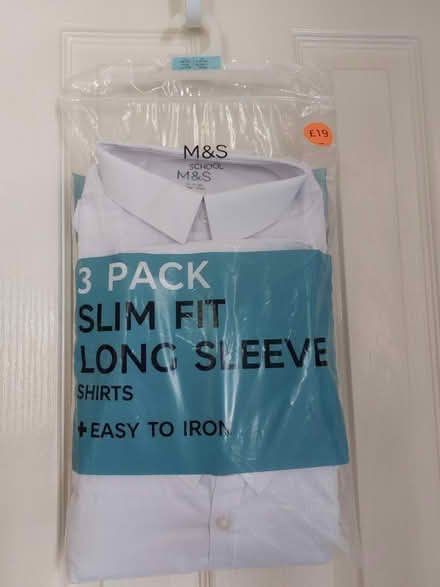 £19
M&S
SCHOOL
M&S
3 PACK
SLIM FIT
LONG SLEEVE
SHIRTS
+ EASY TO IRON